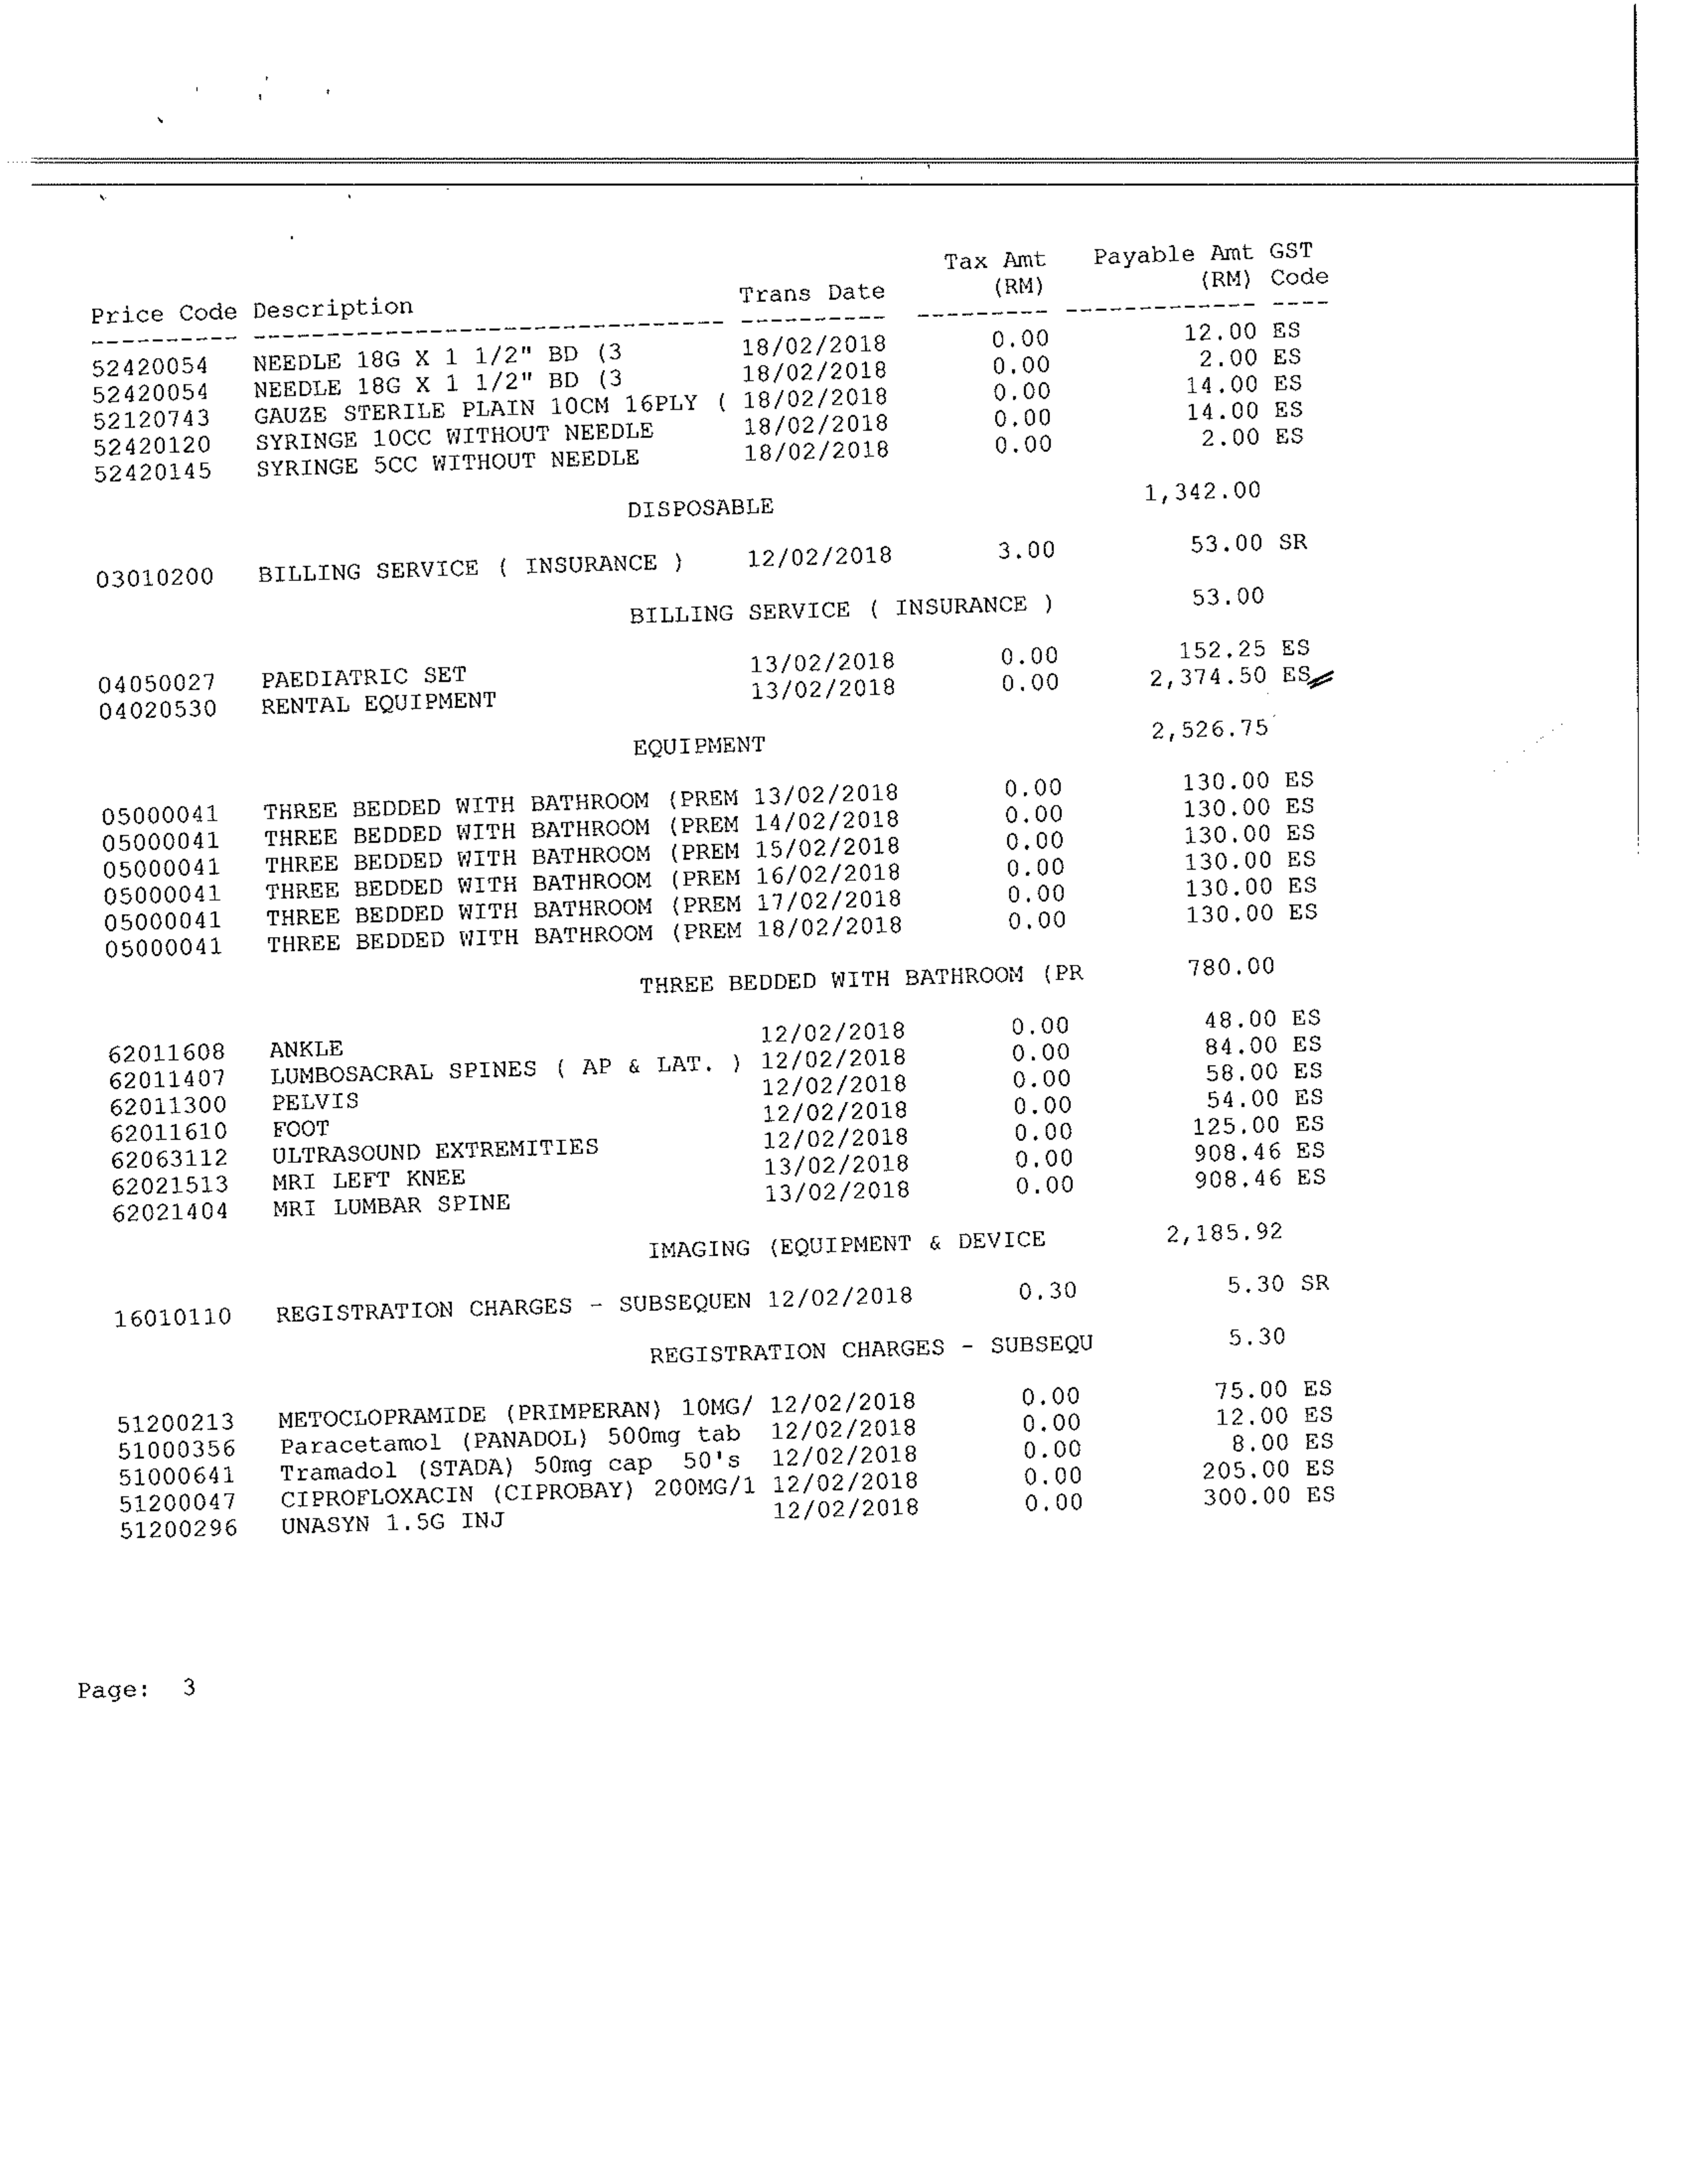 Tax Amt Payable Amt GST
Price Code Description Trans Date (RM) (RM) Code
---------- -------------------------------- ---------- --------- ------------- ----
52420054 NEEDLE 18G X 1 1/2" BD (3 18/02/2018 0.00 12.00 ES
52420054 NEEDLE 18G X 1 1/2" BD (3 18/02/2018 0.00 2.00 ES
52120743 GAUZE STERILE PLAIN 10CM 16PLY ( 18/02/2018 0.00 14.00 ES
52420120 SYRINGE 10CC WITHOUT NEEDLE 18/02/2018 0.00 14.00 ES
52420145 SYRINGE 5CC WITHOUT NEEDLE 18/02/2018 0.00 2.00 ES
DISPOSABLE 1,342.00
03010200 BILLING SERVICE ( INSURANCE ) 12/02/2018 3.00 53.00 SR
BILLING SERVICE ( INSURANCE ) 53.00
04050027 PAEDIATRIC SET 13/02/2018 0.00 152.25 ES
04020530 RENTAL EQUIPMENT 13/02/2018 0.00 2,374.50 ES
EQUIPMENT 2,526.75
05000041 THREE BEDDED WITH BATHROOM (PREM 13/02/2018 0.00 130.00 ES
05000041 THREE BEDDED WITH BATHROOM (PREM 14/02/2018 0.00 130.00 ES
05000041 THREE BEDDED WITH BATHROOM (PREM 15/02/2018 0.00 130.00 ES
05000041 THREE BEDDED WITH BATHROOM (PREM 16/02/2018 0.00 130.00 ES
05000041 THREE BEDDED WITH BATHROOM (PREM 17/02/2018 0.00 130.00 ES
05000041 THREE BEDDED WITH BATHROOM (PREM 18/02/2018 0.00 130.00 ES
THREE BEDDED WITH BATHROOM (PR 780.00
62011608 ANKLE 12/02/2018 0.00 48.00 ES
62011407 LUMBOSACRAL SPINES ( AP & LAT. ) 12/02/2018 0.00 84.00 ES
62011300 PELVIS 12/02/2018 0.00 58.00 ES
62011610 FOOT 12/02/2018 0.00 54.00 ES
62063112 ULTRASOUND EXTREMITIES 12/02/2018 0.00 125.00 ES
62021513 MRI LEFT KNEE 13/02/2018 0.00 908.46 ES
62021404 MRI LUMBAR SPINE 13/02/2018 0.00 908.46 ES
IMAGING (EQUIPMENT & DEVICE 2,185.92
16010110 REGISTRATION CHARGES - SUBSEQUEN 12/02/2018 0.30 5.30 SR
REGISTRATION CHARGES - SUBSEQU 5.30
51200213 METOCLOPRAMIDE (PRIMPERAN) 10MG/ 12/02/2018 0.00 75.00 ES
51000356 Paracetamol (PANADOL) 500mg tab 12/02/2018 0.00 12.00 ES
51000641 Tramadol (STADA) 50mg cap 50's 12/02/2018 0.00 8.00 ES
51200047 CIPROFLOXACIN (CIPROBAY) 200MG/1 12/02/2018 0.00 205.00 ES
51200296 UNASYN 1.5G INJ 12/02/2018 0.00 300.00 ES
Page: 3